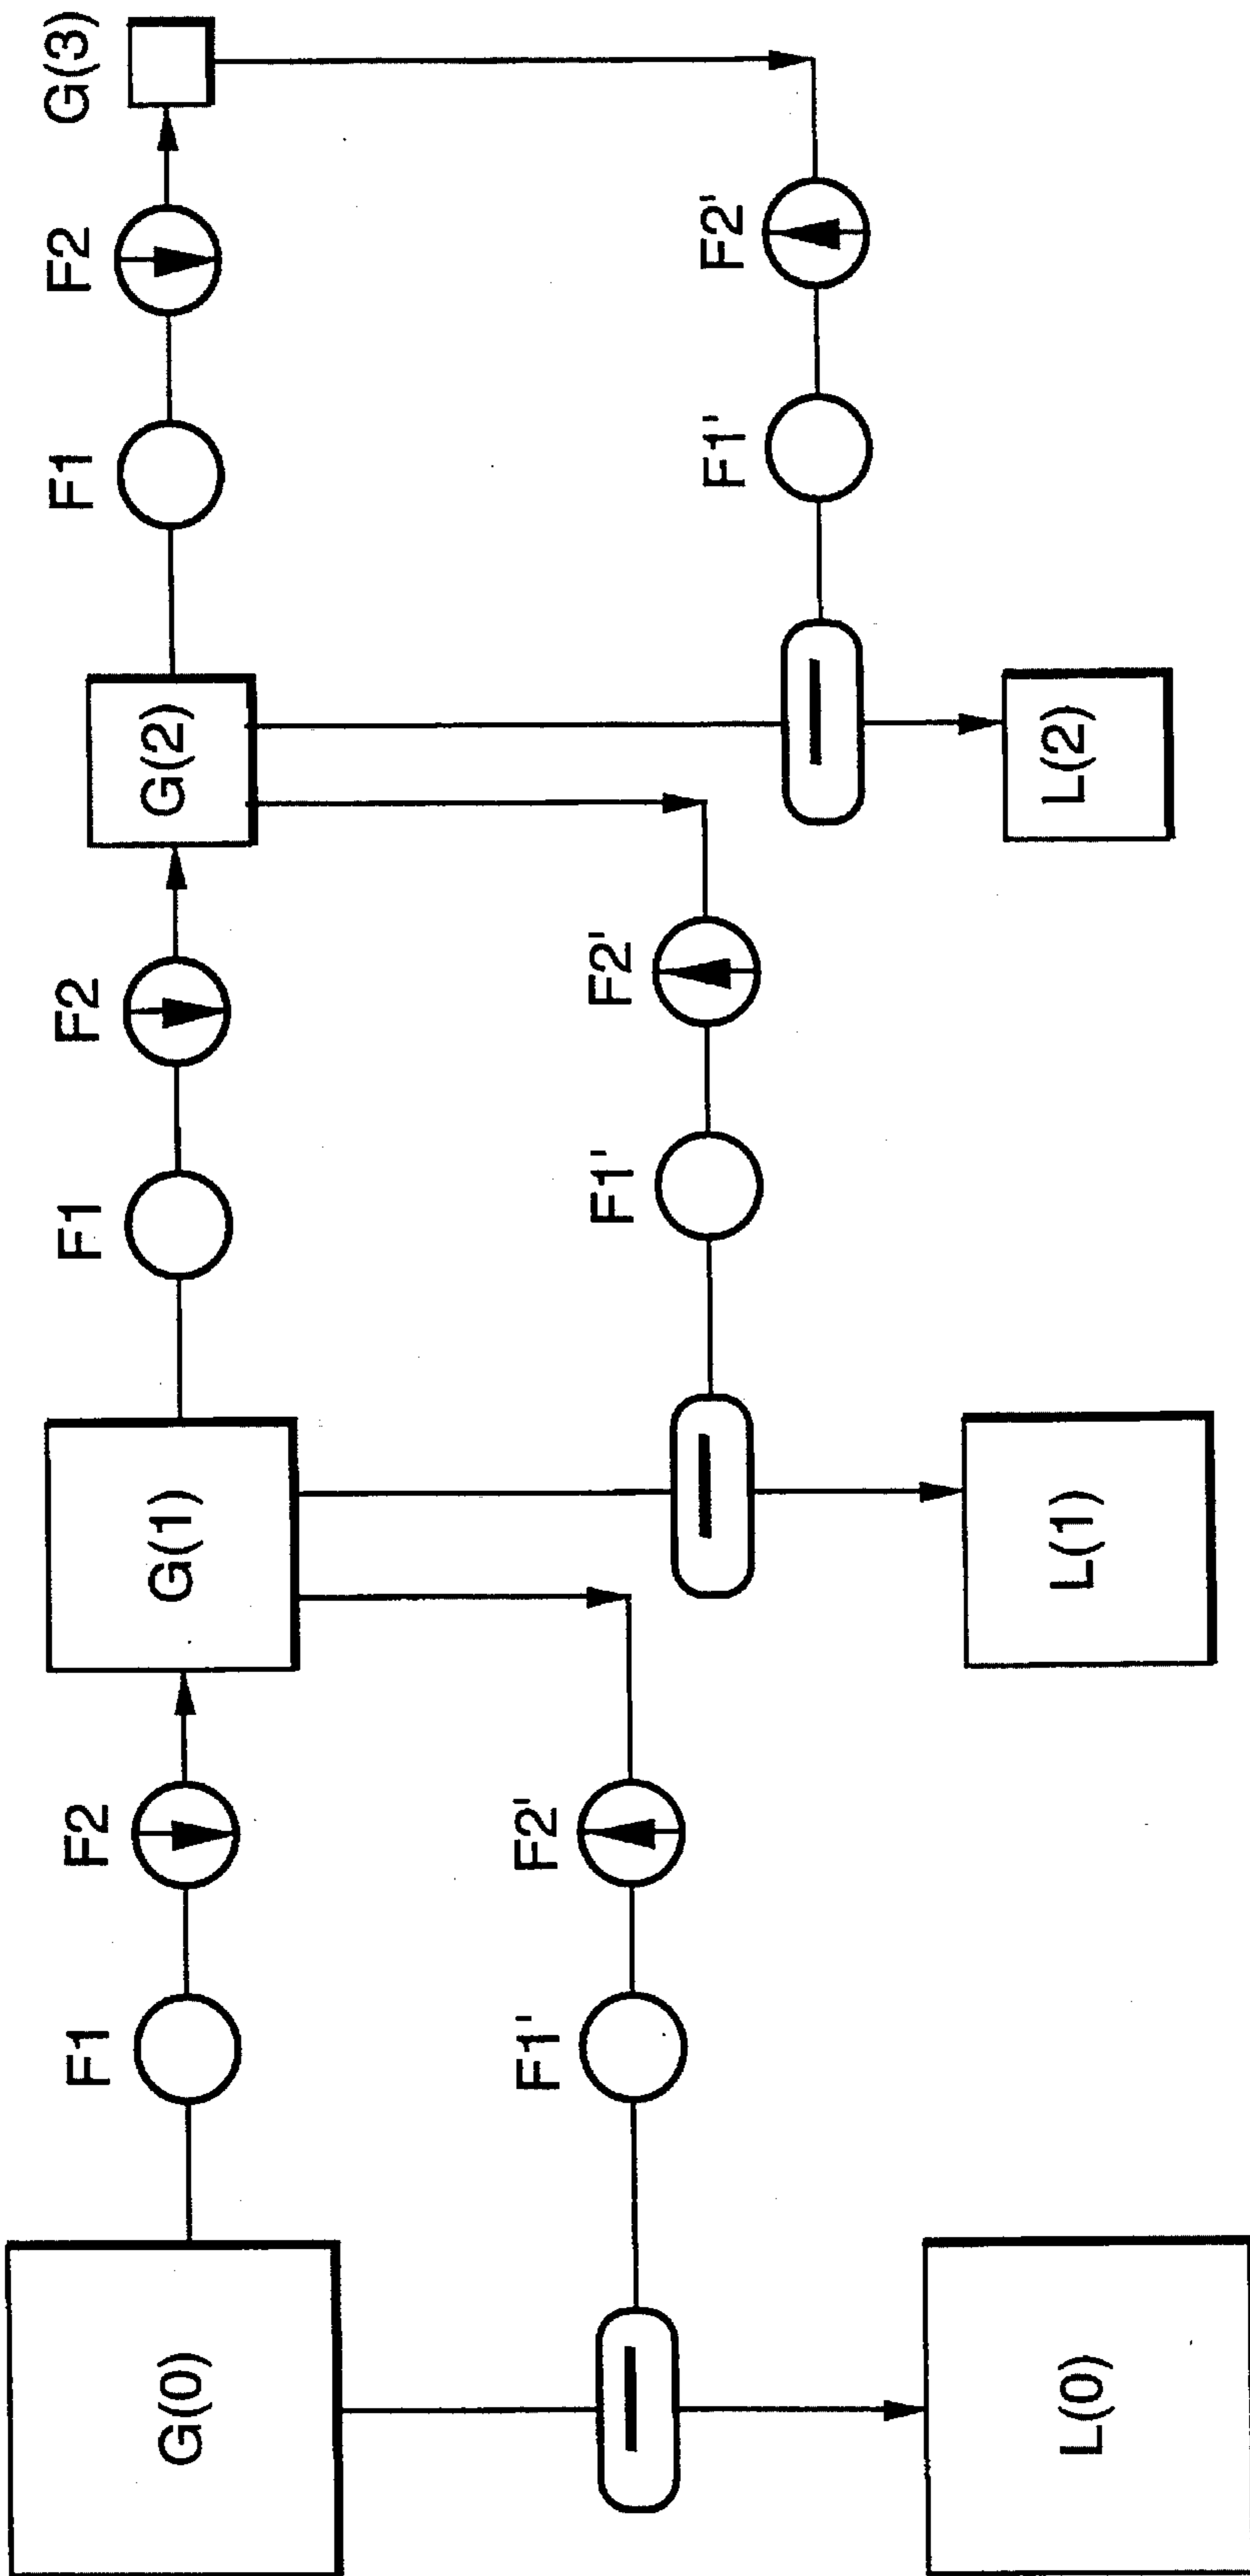 G(0)
F1
F2
G(1)
F1
F2
G(2)
F1
F2
G(3)
F1'
F2'
F1'
F2'
F1'
F2'
L(0)
L(1)
L(2)